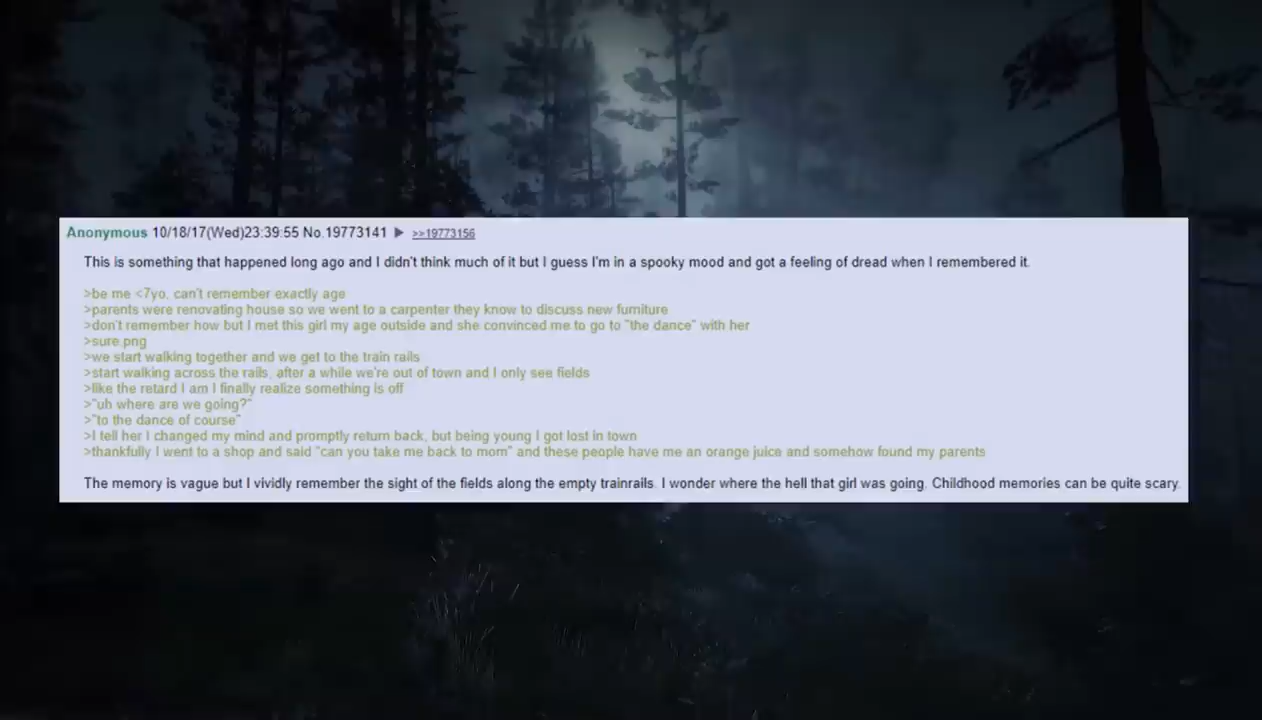 Anonymous 10/18/17(Wed)23:39:55 No.19773141 ▶ >>19773156
This is something that happened long ago and I didn't think much of it but I guess I'm in a spooky mood and got a feeling of dread when I remembered it.
>be me <7yo, can't remember exactly age
>parents were renovating house so we went to a carpenter they know to discuss new furniture
>don't remember how but I met this girl my age outside and she convinced me to go to "the dance" with her
>sure.png
>we start walking together and we get to the train rails
>start walking across the rails, after a while we're out of town and I only see fields
>like the retard I am I finally realize something is off
>"uh where are we going?"
>"to the dance of course"
>I tell her I changed my mind and promptly return back, but being young I got lost in town
>thankfully I went to a shop and said "can you take me back to mom" and these people have me an orange juice and somehow found my parents
The memory is vague but I vividly remember the sight of the fields along the empty trainrails. I wonder where the hell that girl was going. Childhood memories can be quite scary.